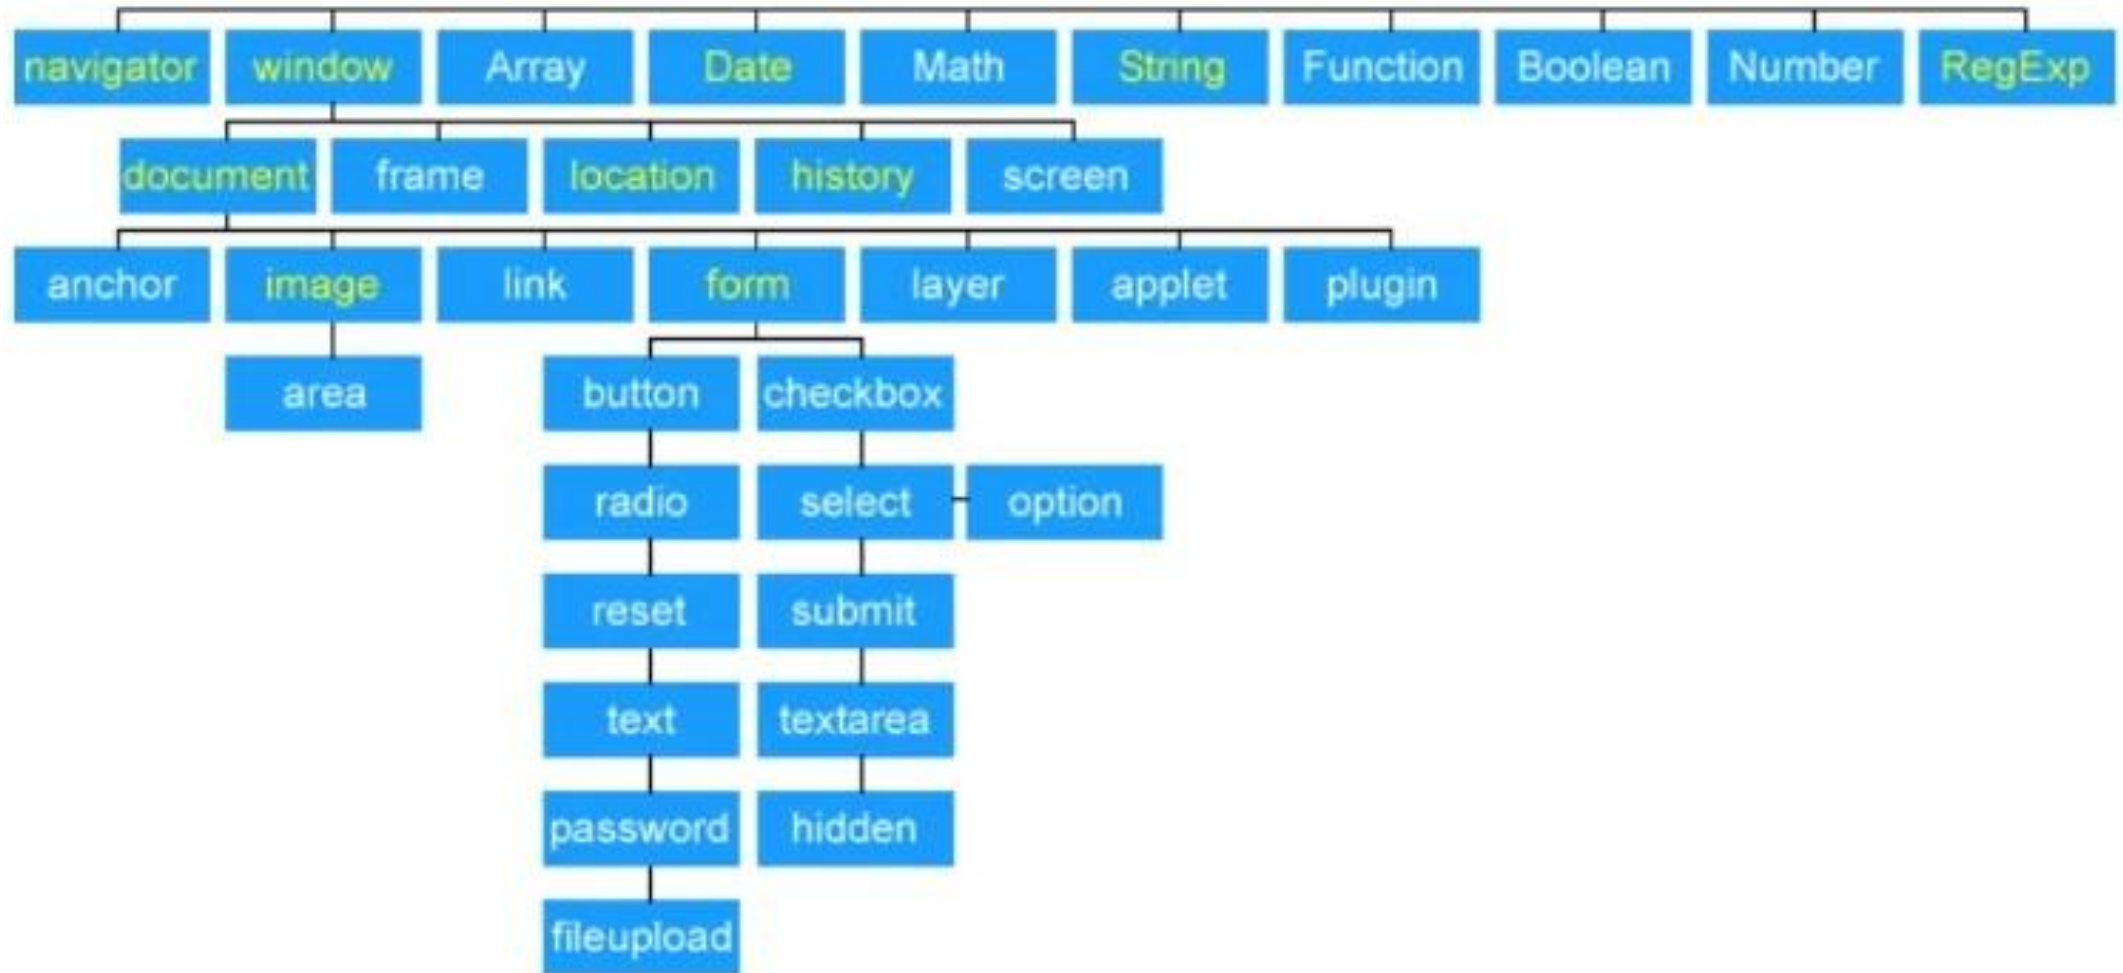 navigator window Array Date Math String Function Boolean Number RegExp
document frame location history screen
anchor image link form layer applet plugin
area button checkbox
radio select option
reset submit
text textarea
password hidden
fileupload